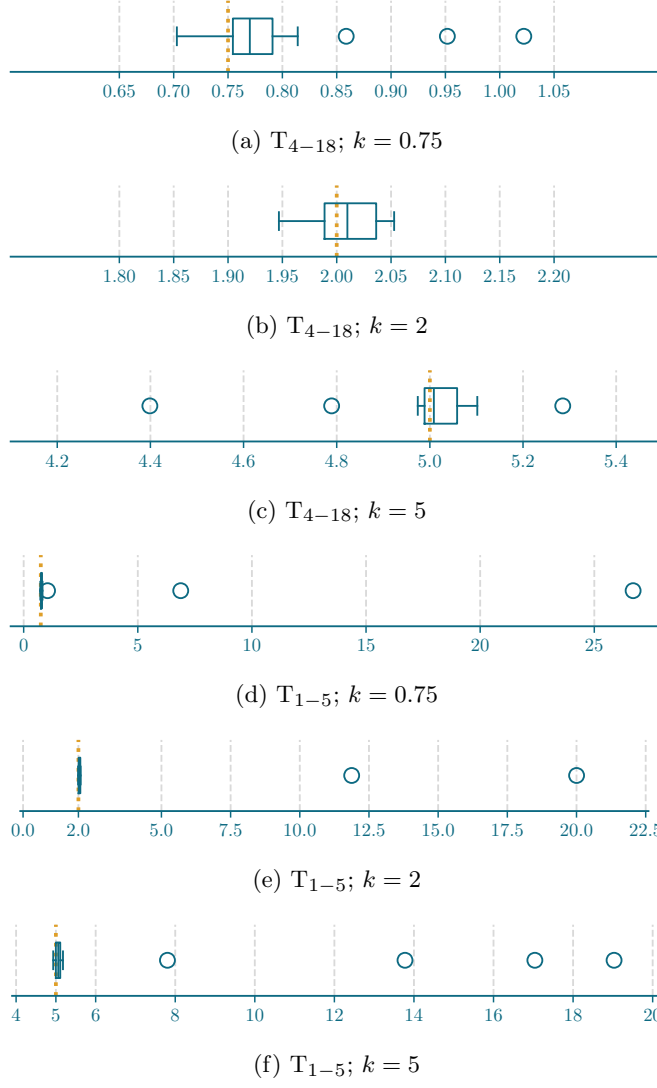 0.65 0.70 0.75 0.80 0.85 0.90 0.95 1.00 1.05
(a) T4−18; k = 0.75
1.80 1.85 1.90 1.95 2.00 2.05 2.10 2.15 2.20
(b) T4−18; k = 2
4.2 4.4 4.6 4.8 5.0 5.2 5.4
(c) T4−18; k = 5
0 5 10 15 20 25
(d) T1−5; k = 0.75
0.0 2.0 5.0 7.5 10.0 12.5 15.0 17.5 20.0 22.5
(e) T1−5; k = 2
4 5 6 8 10 12 14 16 18 20
(f) T1−5; k = 5